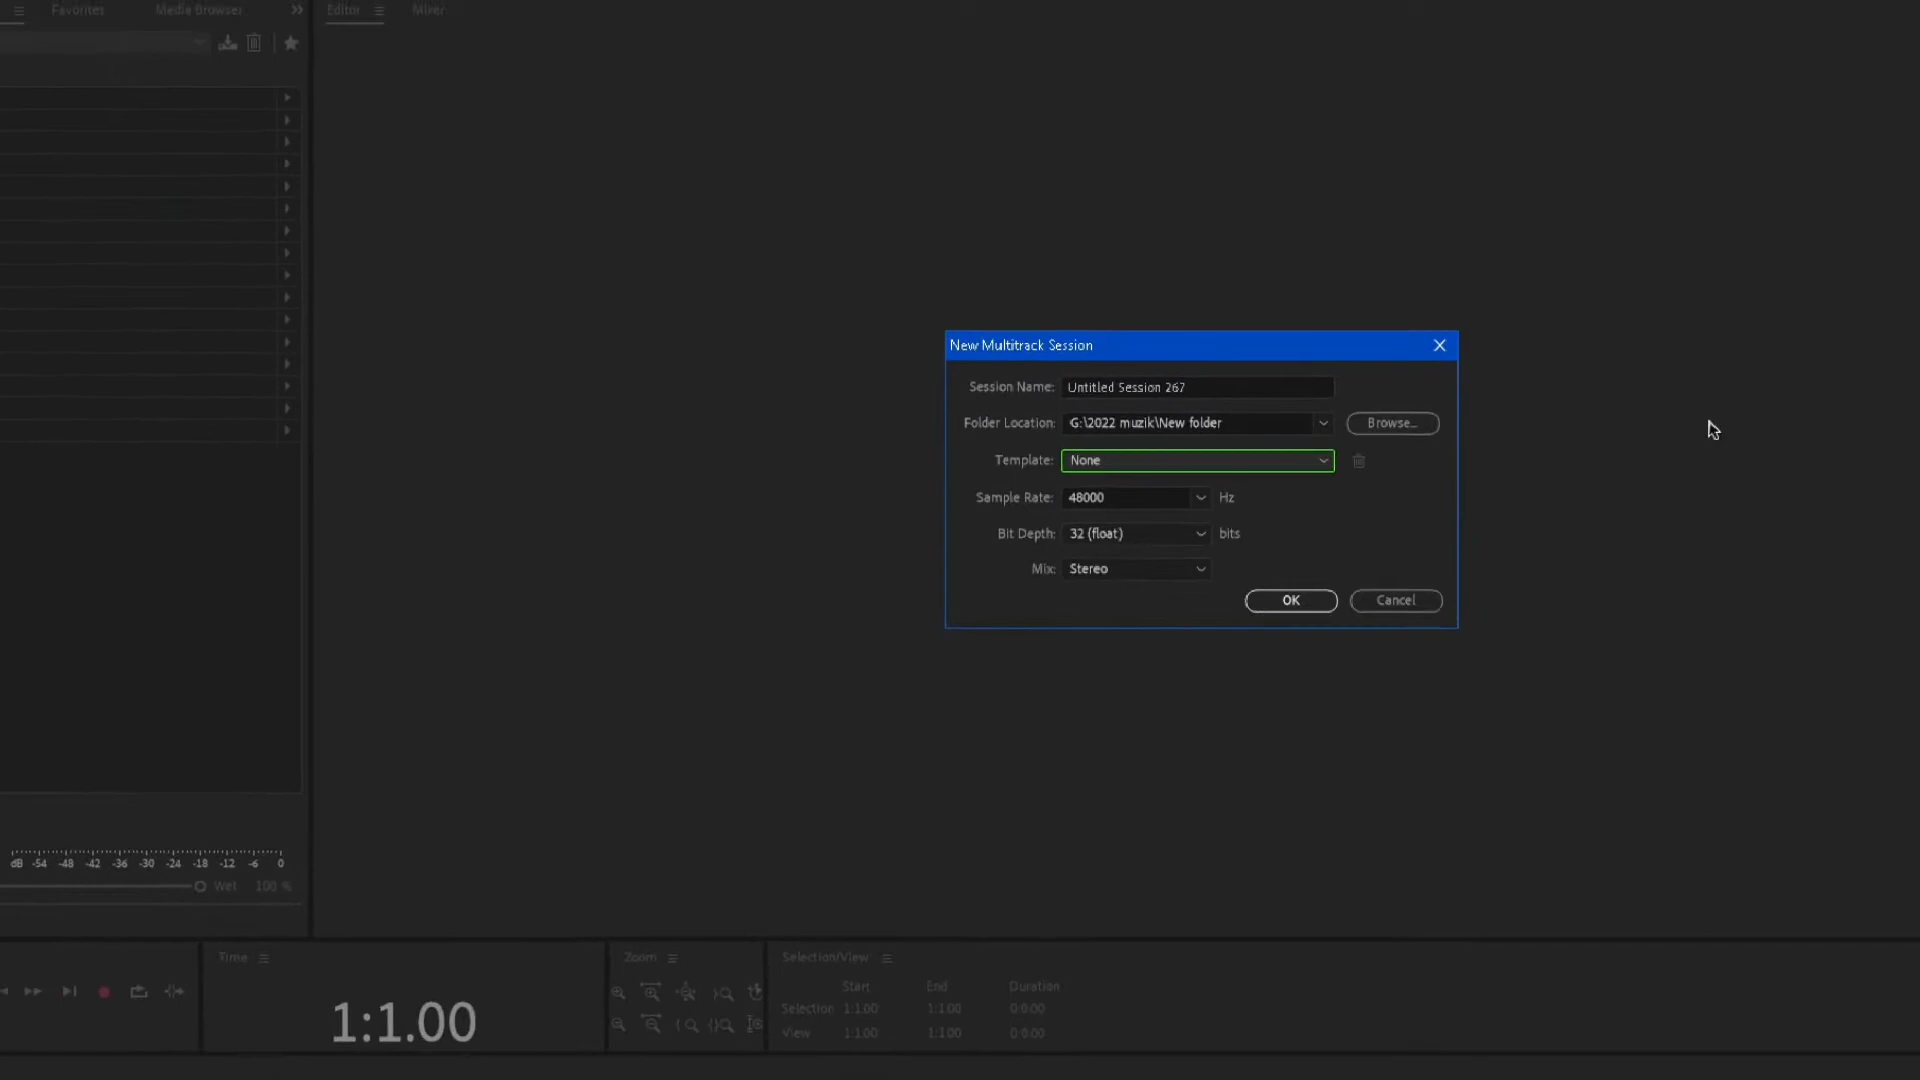 Favorites Media Browser
Editor Mixer
New Multitrack Session
Session Name: Untitled Session 267
Folder Location: G:\2022 muzik\New folder Browse...
Template: None
Sample Rate: 48000 Hz
Bit Depth: 32 (float) bits
Mix: Stereo
OK Cancel
dB -54 -48 -42 -36 -30 -24 -18 -12 -6 0
Wet 100 %
Time
1:1.00
Zoom
Selection/View
Start End Duration
Selection 1:1.00 1:1.00 0:0.00
View 1:1.00 1:1.00 0:0.00